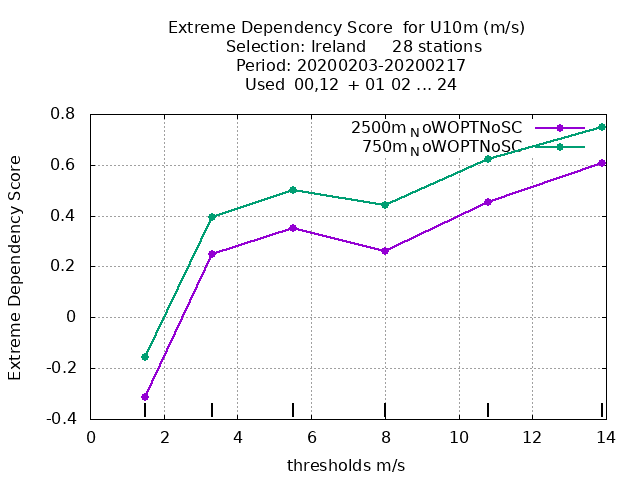 Extreme Dependency Score  for U10m (m/s)
Selection: Ireland     28 stations
Period: 20200203-20200217
Used  00,12  + 01 02 ... 24
2500m_NoWOPTNoSC
750m_NoWOPTNoSC
Extreme Dependency Score
0.8
0.6
0.4
0.2
0
-0.2
-0.4
0 2 4 6 8 10 12 14
thresholds m/s